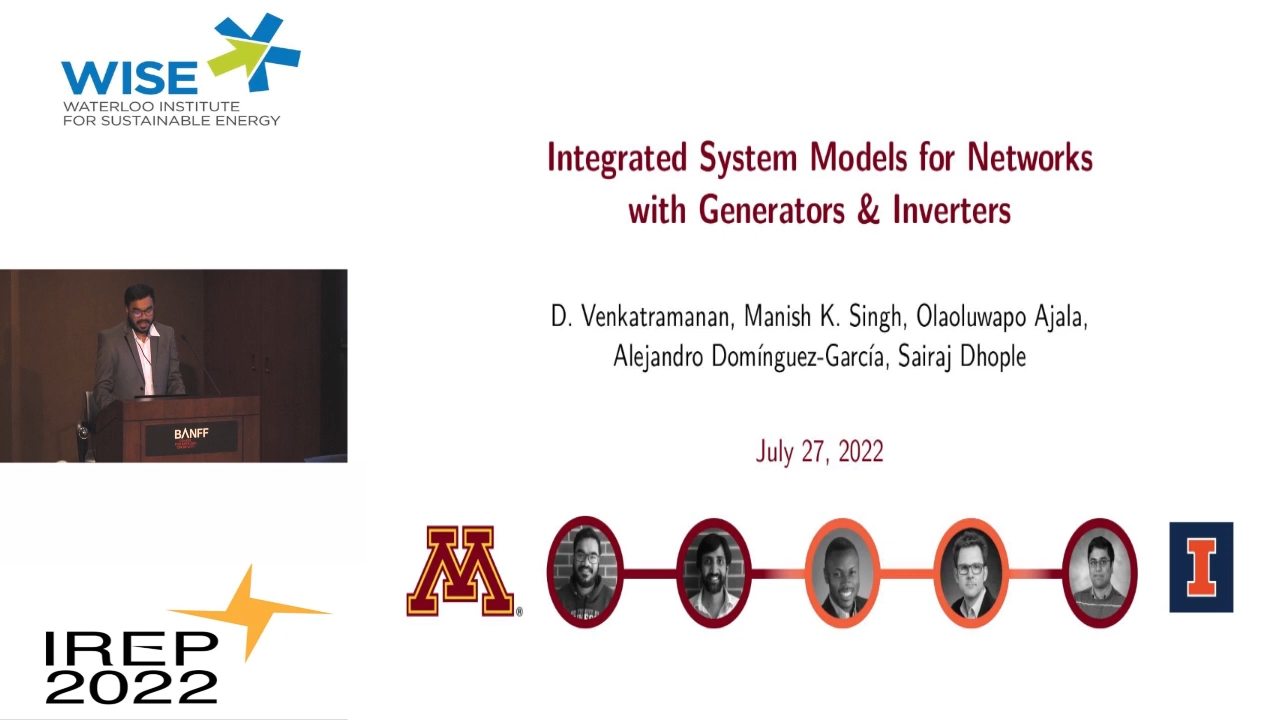 WISE
WATERLOO INSTITUTE
FOR SUSTAINABLE ENERGY
Integrated System Models for Networks
with Generators & Inverters
D. Venkatramanan, Manish K. Singh, Olaoluwapo Ajala,
Alejandro Domínguez-García, Sairaj Dhople
July 27, 2022
BANFF
M®
I
IREP
2022